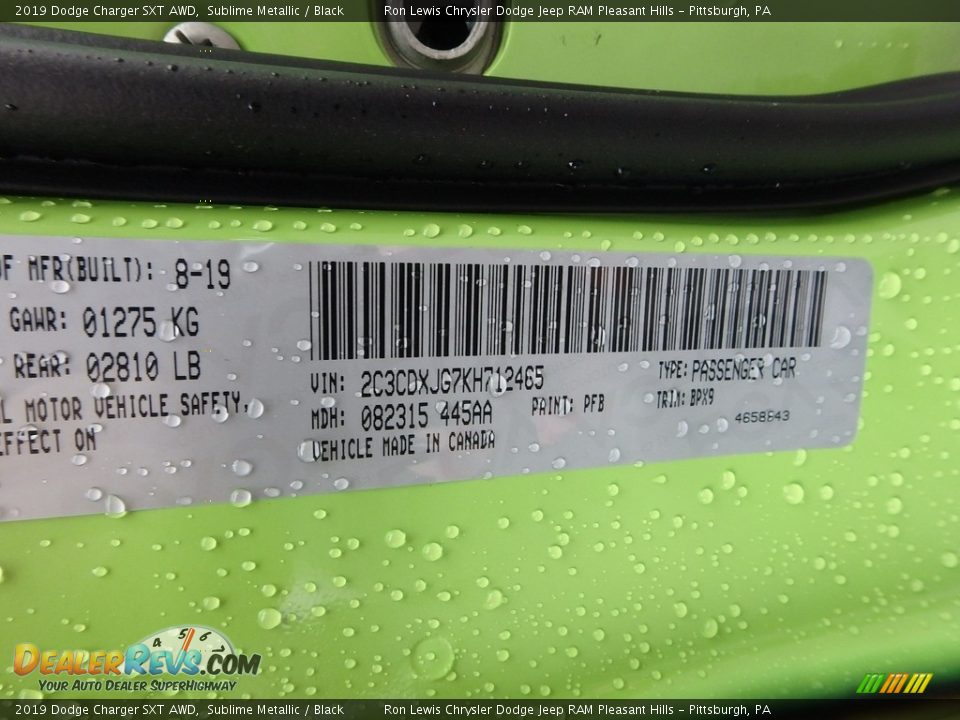 2019 Dodge Charger SXT AWD, Sublime Metallic / Black Ron Lewis Chrysler Dodge Jeep RAM Pleasant Hills - Pittsburgh, PA
OF MFR(BUILT): 8-19
GAWR: 01275 KG
REAR: 02810 LB
L MOTOR VEHICLE SAFETY,
EFFECT ON
VIN: 2C3CDXJG7KH712465
TYPE: PASSENGER CAR
MDH: 082315 445AA
PAINT: PFB
TRIM: BPX9
4658643
VEHICLE MADE IN CANADA
4 5 6
DEALERREVS.COM
YOUR AUTO DEALER SUPERHIGHWAY
2019 Dodge Charger SXT AWD, Sublime Metallic / Black Ron Lewis Chrysler Dodge Jeep RAM Pleasant Hills - Pittsburgh, PA